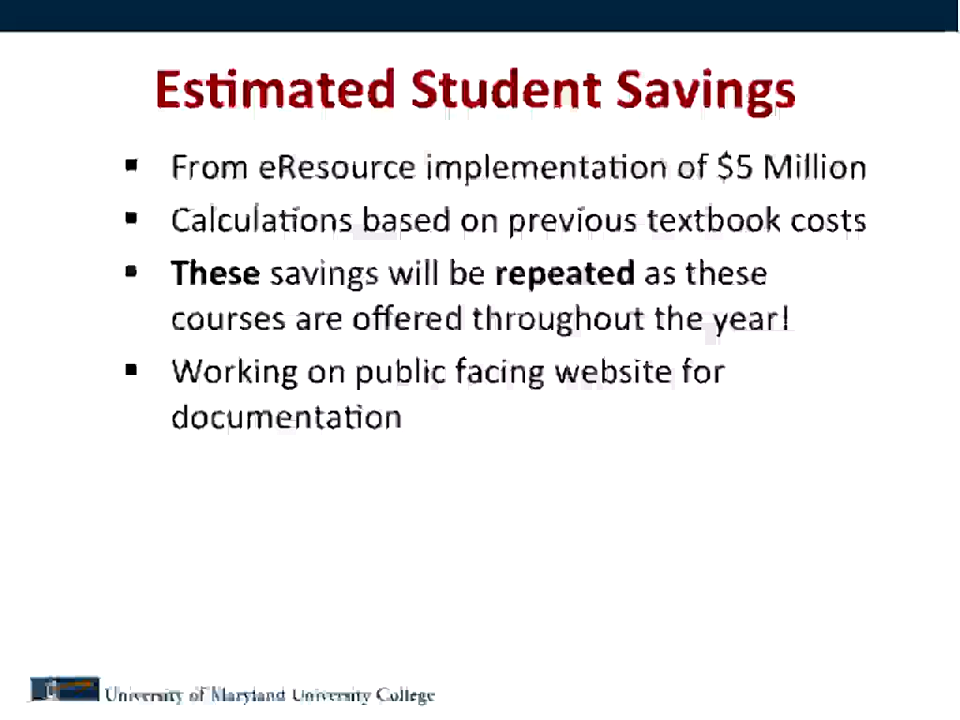 Estimated Student Savings
▪ From eResource implementation of $5 Million
▪ Calculations based on previous textbook costs
▪ These savings will be repeated as these
courses are offered throughout the year!
▪ Working on public facing website for
documentation
University of Maryland University College